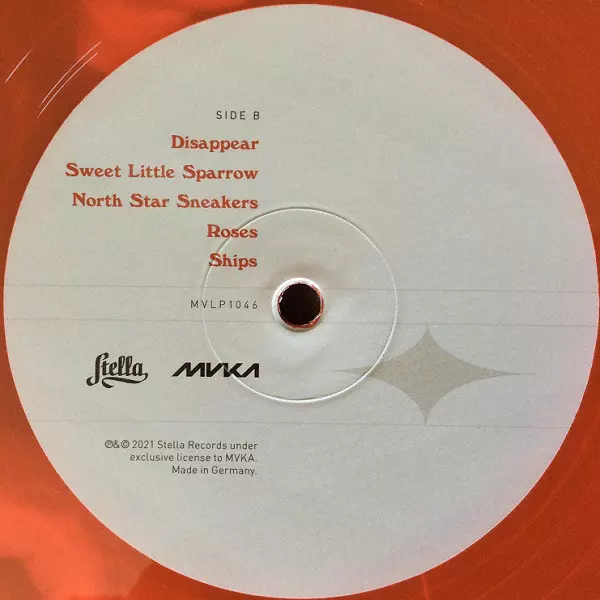 SIDE B
Disappear
Sweet Little Sparrow
North Star Sneakers
Roses
Ships
MVLP1046
Stella MVKA
℗&© 2021 Stella Records under
exclusive license to MVKA.
Made in Germany.